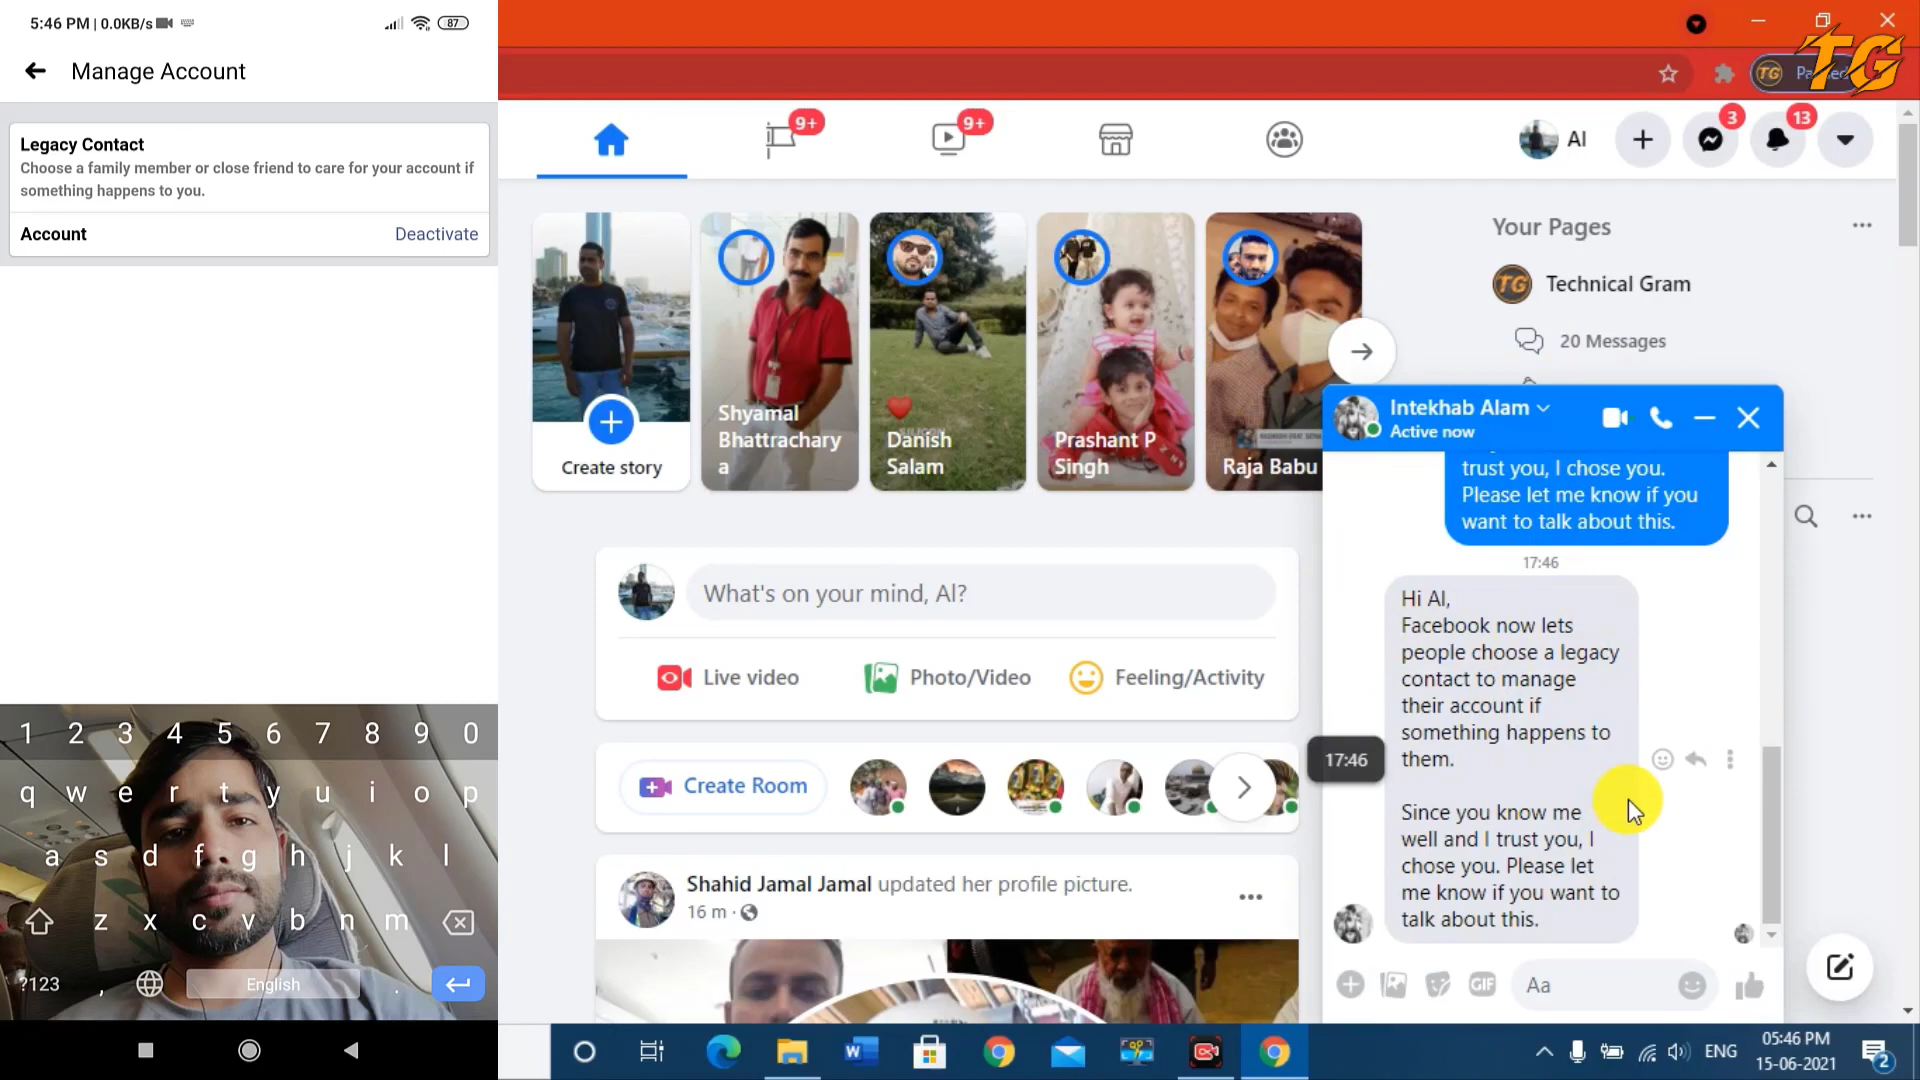 5:46 PM | 0.0KB/s
87
Manage Account
Legacy Contact
Choose a family member or close friend to care for your account if
something happens to you.
Account
Deactivate
1 2 3 4 5 6 7 8 9 0
q w e r t y u i o p
a s d f g h j k l
z x c v b n m
?123 , English .
TG
TG
9+
9+
Al
3
13
Create story
Shyamal
Bhattrachary
a
Danish
Salam
Prashant P
Singh
Raja Babu
Your Pages
TG Technical Gram
20 Messages
What's on your mind, Al?
Live video
Photo/Video
Feeling/Activity
Create Room
Shahid Jamal Jamal updated her profile picture.
16 m
Intekhab Alam
Active now
trust you, I chose you.
Please let me know if you
want to talk about this.
17:46
Hi Al,
Facebook now lets
people choose a legacy
contact to manage
their account if
something happens to
them.
17:46
Since you know me
well and I trust you, I
chose you. Please let
me know if you want to
talk about this.
GIF
Aa
ENG
05:46 PM
15-06-2021
2